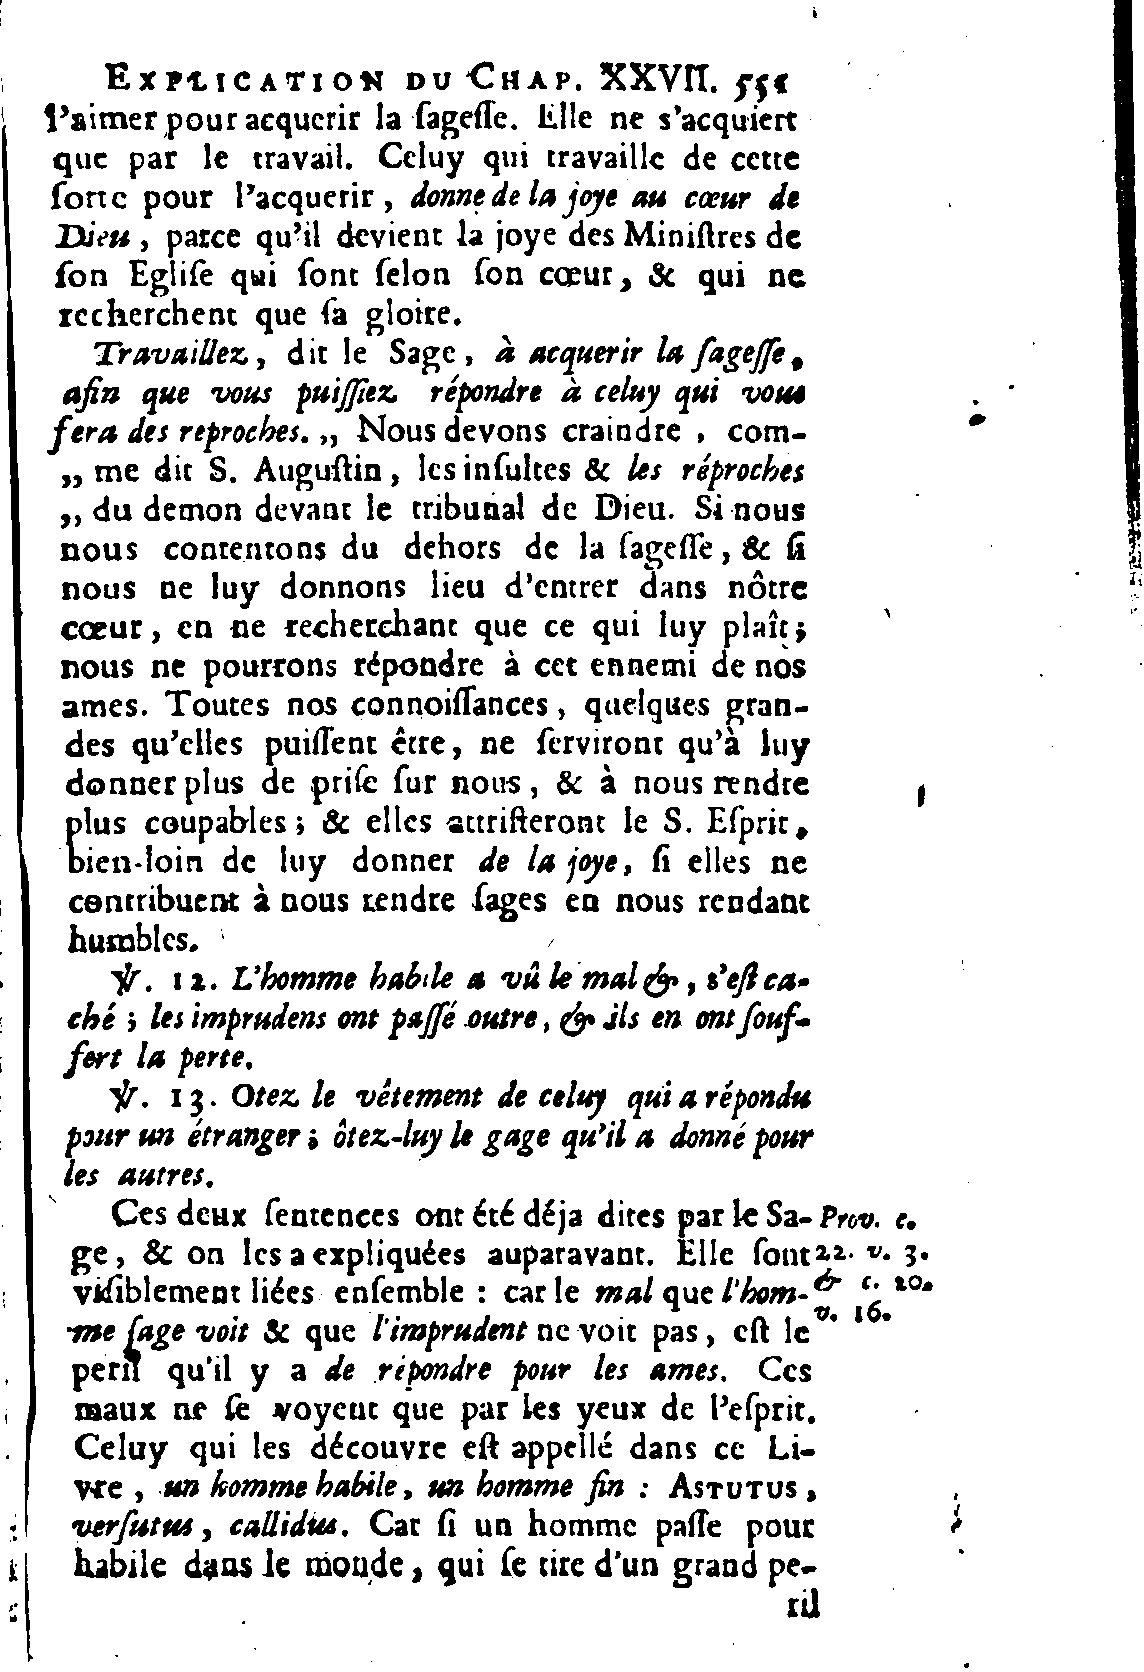 EXPLICATION DU CHAP. XXVII. 551
l'aimer pour acquerir la ſageſſe. Elle ne s'acquiert
que par le travail. Celuy qui travaille de cette
ſorte pour l'acquerir, donne de la joye au cœur de
Dieu, parce qu'il devient la joye des Miniſtres de
ſon Egliſe qui ſont ſelon ſon cœur, & qui ne
recherchent que ſa gloire.
Travaillez, dit le Sage, à acquerir la ſageſſe,
afin que vous puiſſiez répondre à celuy qui vous
fera des reproches. „ Nous devons craindre, com-
„ me dit S. Auguſtin, les inſultes & les réproches
„ du demon devant le tribunal de Dieu. Si nous
nous contentons du dehors de la ſageſſe, & ſi
nous ne luy donnons lieu d'entrer dans nôtre
cœur, en ne recherchant que ce qui luy plaît;
nous ne pourrons répondre à cet ennemi de nos
ames. Toutes nos connoiſſances, quelques gran-
des qu'elles puiſſent être, ne ſerviront qu'à luy
donner plus de priſe ſur nous, & à nous rendre
plus coupables; & elles attriſteront le S. Eſprit,
bien-loin de luy donner de la joye, ſi elles ne
contribuent à nous rendre ſages en nous rendant
humbles.
℣. 12. L'homme habile a vû le mal &, s'eſt ca-
ché; les imprudens ont paſſé outre, & ils en ont ſouf-
fert la perte.
℣. 13. Otez le vêtement de celuy qui a répondu
pour un étranger; ôtez-luy le gage qu'il a donné pour
les autres.
Ces deux ſentences ont été déja dites par le Sa- Prov. c.
ge, & on les a expliquées auparavant. Elle ſont 22. v. 3.
viſiblement liées enſemble : car le mal que l'hom- & c. 20.
me ſage voit & que l'imprudent ne voit pas, eſt le v. 16.
peril qu'il y a de répondre pour les ames. Ces
maux ne ſe voyent que par les yeux de l'eſprit.
Celuy qui les découvre eſt appellé dans ce Li-
vre, un homme habile, un homme fin : ASTUTUS,
verſutus, callidus. Car ſi un homme paſſe pour
habile dans le monde, qui ſe tire d'un grand pe-
ril